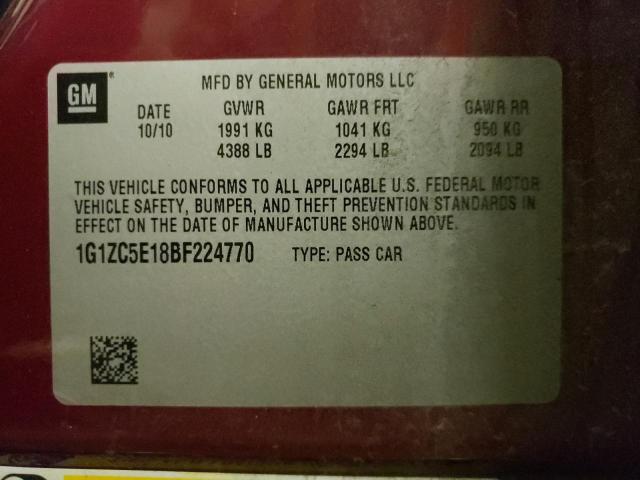 GM®
MFD BY GENERAL MOTORS LLC
DATE GVWR GAWR FRT GAWR RR
10/10 1991 KG 1041 KG 950 KG
4388 LB 2294 LB 2094 LB
THIS VEHICLE CONFORMS TO ALL APPLICABLE U.S. FEDERAL MOTOR
VEHICLE SAFETY, BUMPER, AND THEFT PREVENTION STANDARDS IN
EFFECT ON THE DATE OF MANUFACTURE SHOWN ABOVE.
1G1ZC5E18BF224770 TYPE: PASS CAR